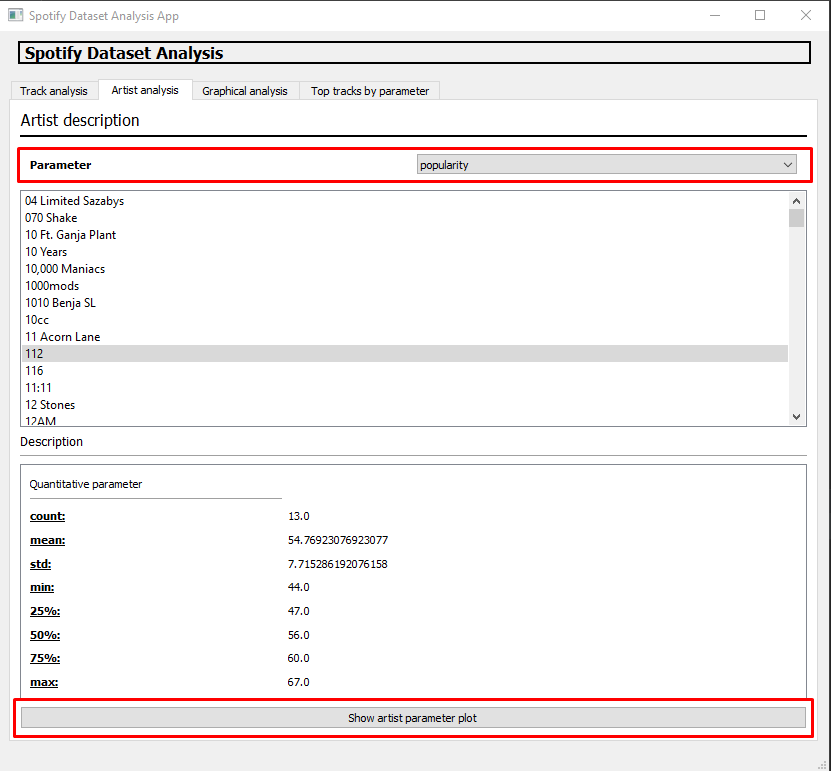 Spotify Dataset Analysis App
Spotify Dataset Analysis
Track analysis Artist analysis Graphical analysis Top tracks by parameter
Artist description
Parameter popularity
04 Limited Sazabys
070 Shake
10 Ft. Ganja Plant
10 Years
10,000 Maniacs
1000mods
1010 Benja SL
10cc
11 Acorn Lane
112
116
11:11
12 Stones
12AM
Description
Quantitative parameter
count: 13.0
mean: 54.76923076923077
std: 7.715286192076158
min: 44.0
25%: 47.0
50%: 56.0
75%: 60.0
max: 67.0
Show artist parameter plot